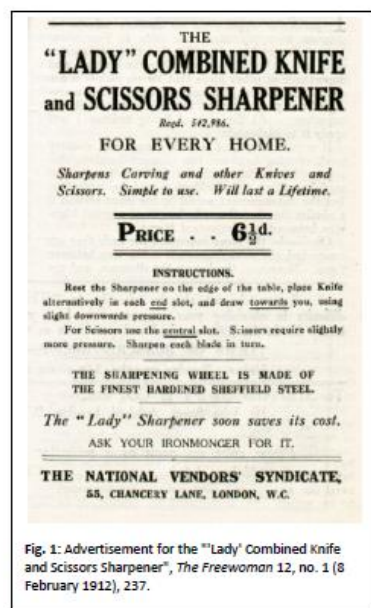 THE
"LADY" COMBINED KNIFE
and SCISSORS SHARPENER
Regd. 542,986.
FOR EVERY HOME.
Sharpens Carving and other Knives and
Scissors. Simple to use. Will last a Lifetime.
PRICE . . 6½d.
INSTRUCTIONS.
Rest the Sharpener on the edge of the table, place Knife
alternatively in each end slot, and draw towards you, using
slight downwards pressure.
For Scissors use the central slot. Scissors require slightly
more pressure. Sharpen each blade in turn.
THE SHARPENING WHEEL IS MADE OF
THE FINEST HARDENED SHEFFIELD STEEL.
The "Lady" Sharpener soon saves its cost.
ASK YOUR IRONMONGER FOR IT.
THE NATIONAL VENDORS' SYNDICATE,
55, CHANCERY LANE, LONDON, W.C.
Fig. 1: Advertisement for the "'Lady' Combined Knife
and Scissors Sharpener", The Freewoman 12, no. 1 (8
February 1912), 237.